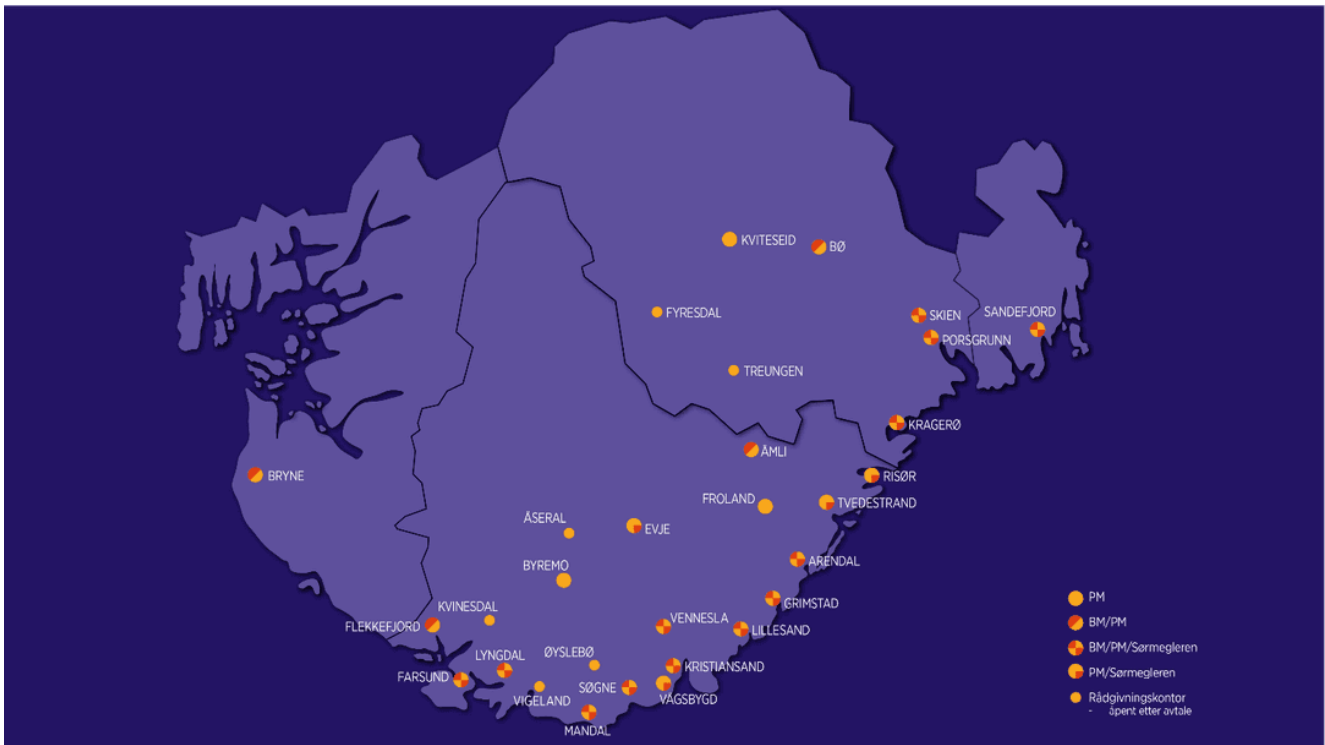 KVITESEID
BØ
FYRESDAL
SKIEN
SANDEFJORD
PORSGRUNN
TREUNGEN
KRAGERØ
ÅMLI
BRYNE
RISØR
FROLAND
TVEDESTRAND
ÅSERAL
EVJE
ARENDAL
BYREMO
GRIMSTAD
KVINESDAL
FLEKKEFJORD
VENNESLA
LILLESAND
ØYSLEBØ
LYNGDAL
KRISTIANSAND
FARSUND
SØGNE
VIGELAND
VÅGSBYGD
MANDAL
PM
BM/PM
BM/PM/Sørmegleren
PM/Sørmegleren
Rådgivningskontor
- åpent etter avtale